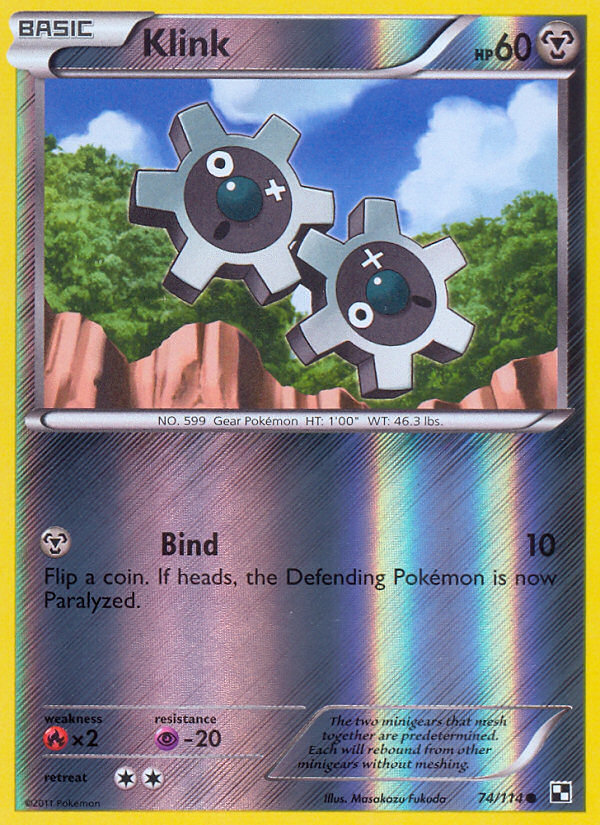 BASIC Klink HP60
NO. 599 Gear Pokémon HT: 1'00" WT: 46.3 lbs.
Bind 10
Flip a coin. If heads, the Defending Pokémon is now
Paralyzed.
weakness resistance
×2 -20
The two minigears that mesh
together are predetermined.
Each will rebound from other
minigears without meshing.
retreat
©2011 Pokémon Illus. Masakazu Fukuda 74/114